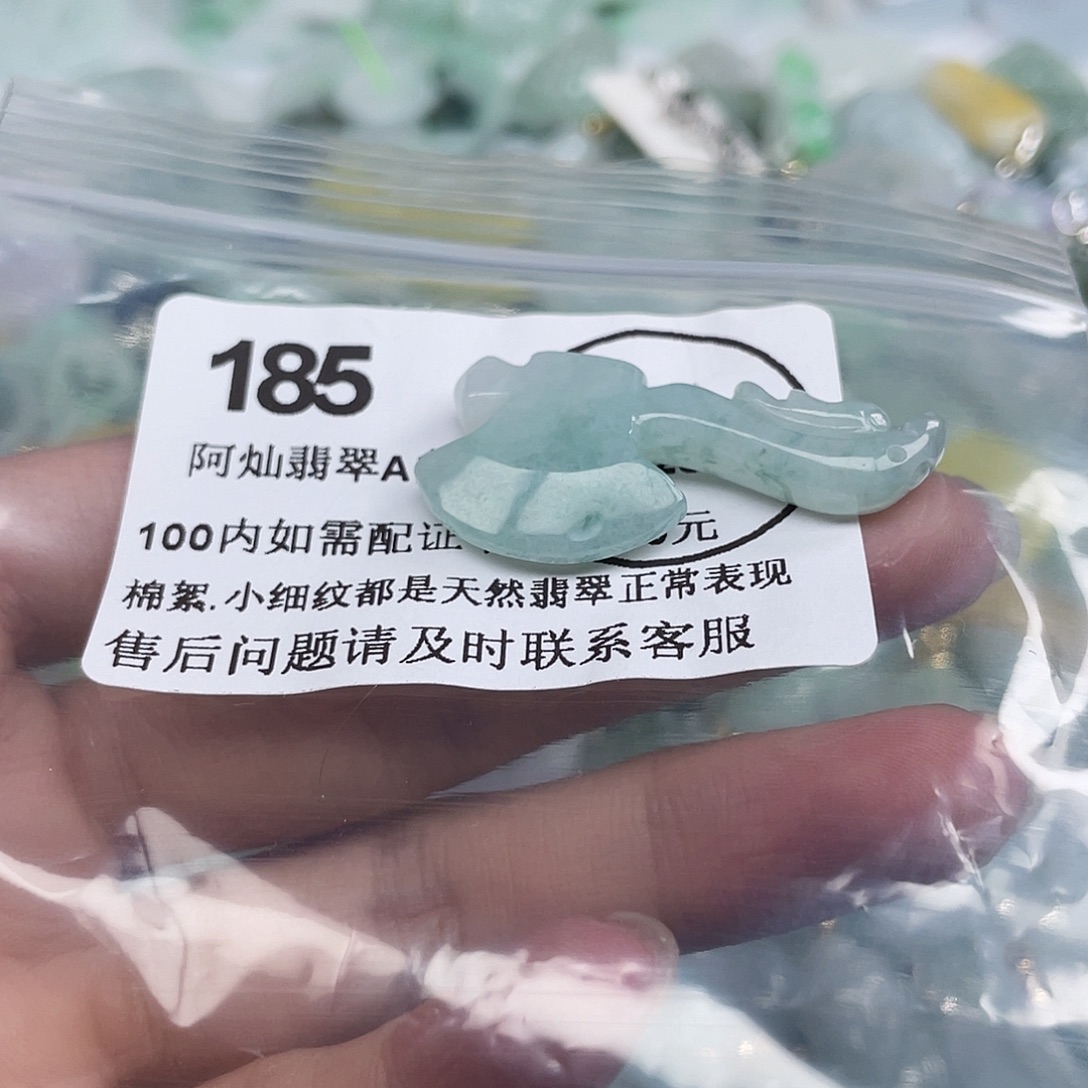 185
阿灿翡翠A
100内如需配证 元
棉絮.小细纹都是天然翡翠正常表现
售后问题请及时联系客服